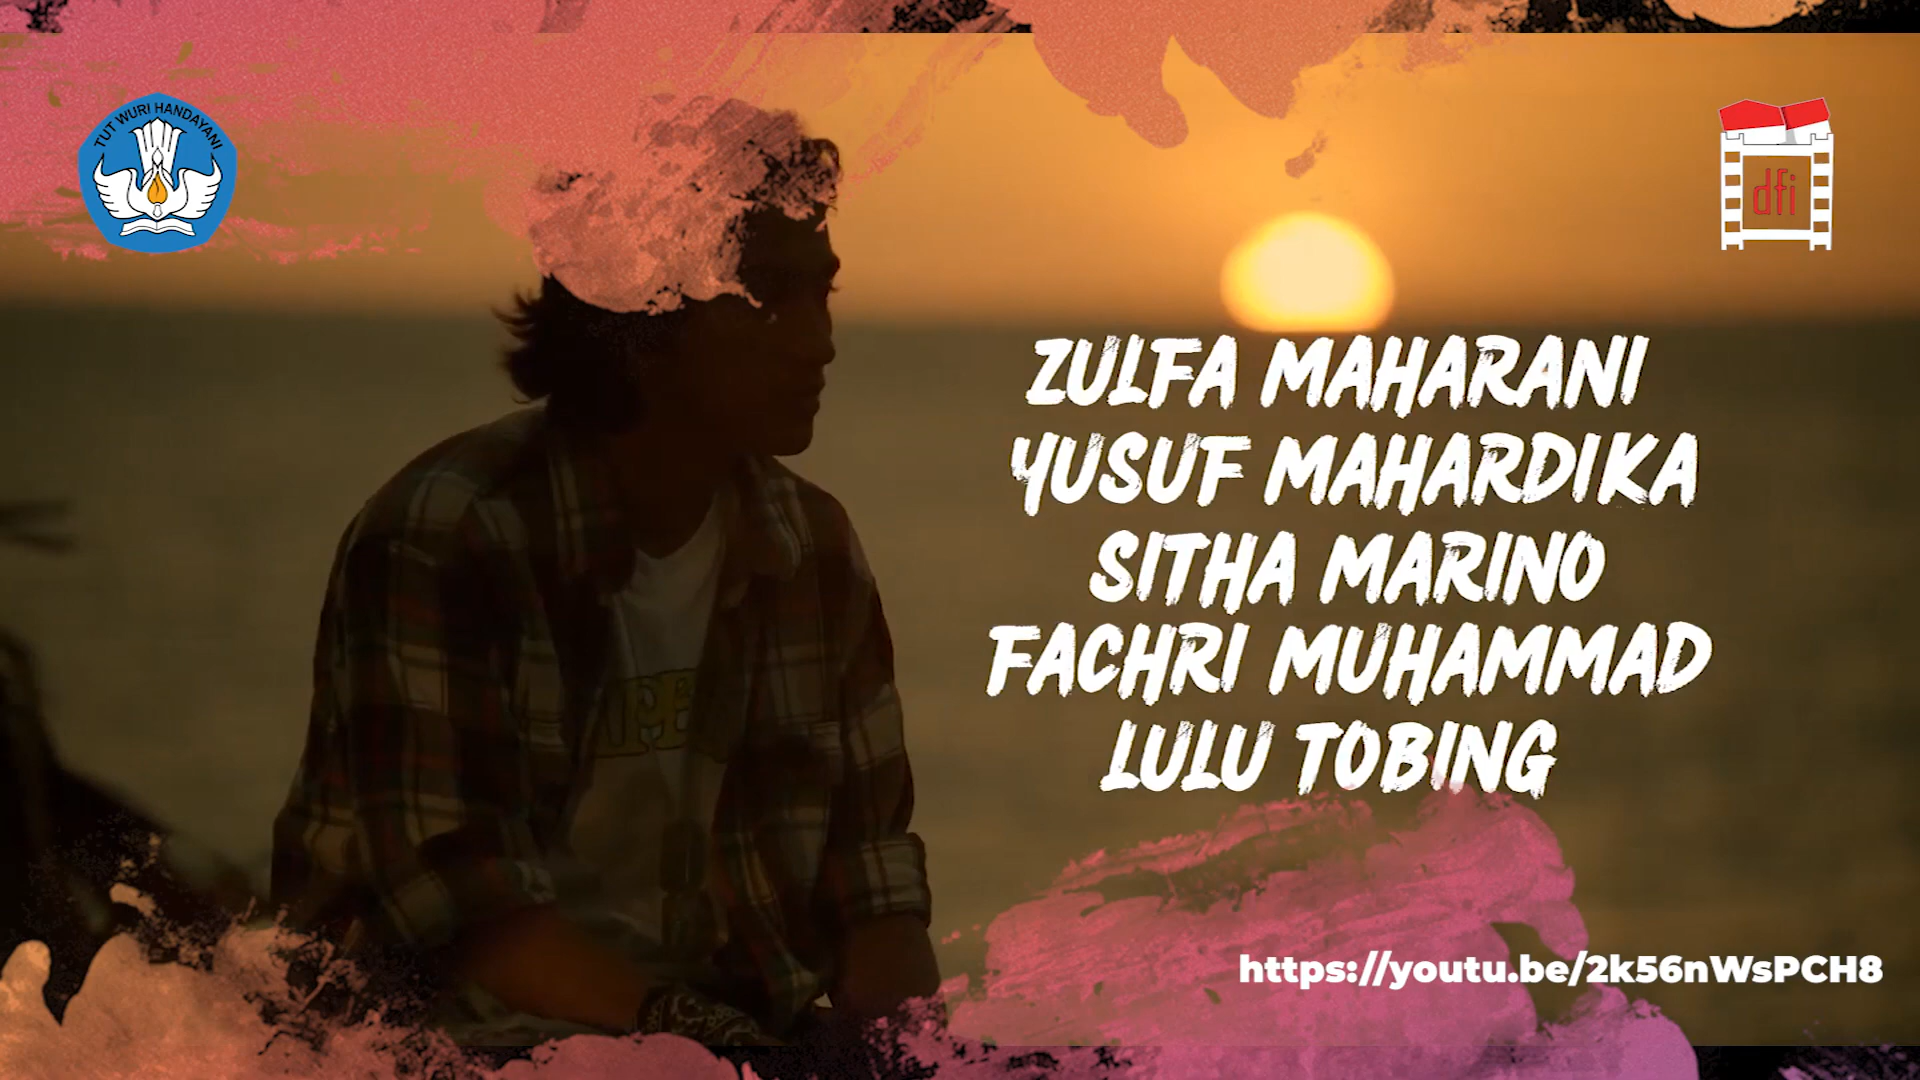 TUT WURI HANDAYANI
dfi
ZULFA MAHARANI
YUSUF MAHARDIKA
SITHA MARINO
FACHRI MUHAMMAD
LULU TOBING
https://youtu.be/2k56nWsPCH8